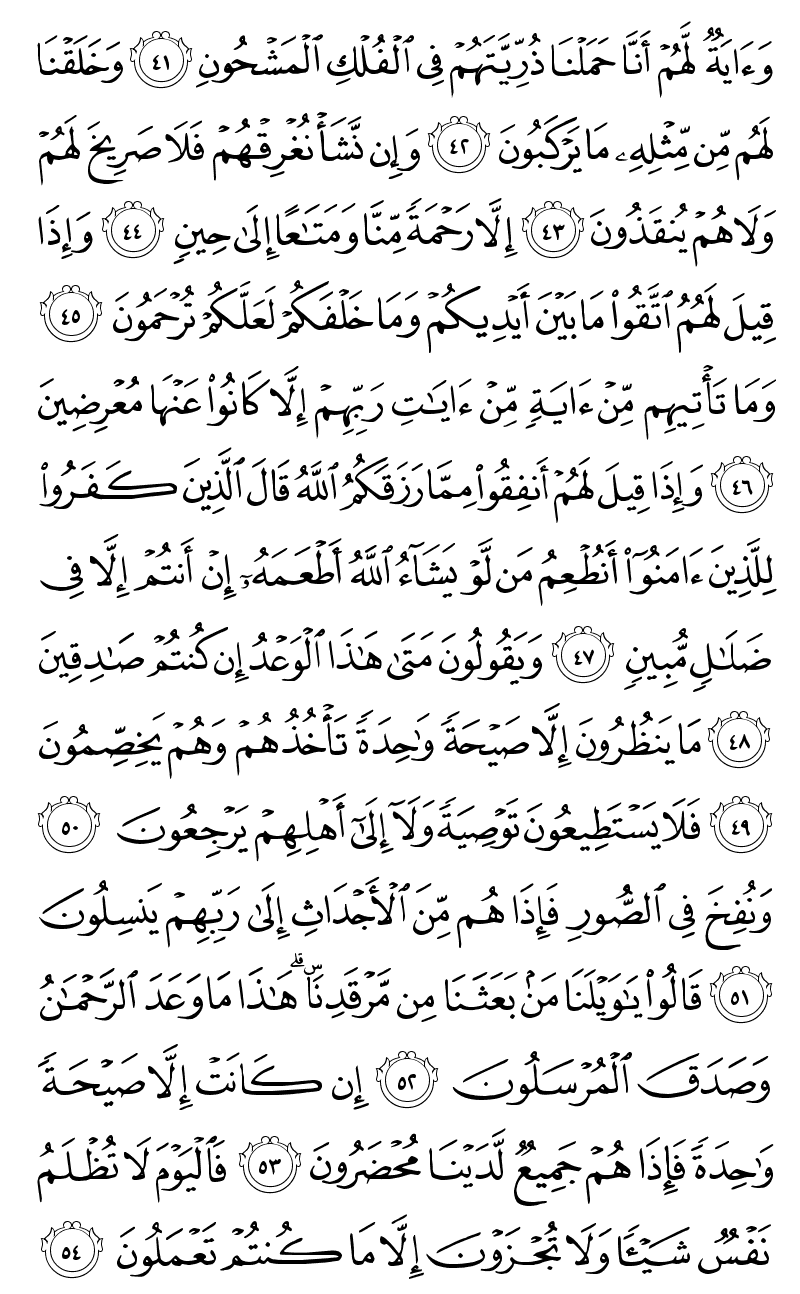 وَءَايَةٌ لَّهُمْ أَنَّا حَمَلْنَا ذُرِّيَّتَهُمْ فِى ٱلْفُلْكِ ٱلْمَشْحُونِ ٤١ وَخَلَقْنَا
لَهُم مِّن مِّثْلِهِۦ مَا يَرْكَبُونَ ٤٢ وَإِن نَّشَأْ نُغْرِقْهُمْ فَلَا صَرِيخَ لَهُمْ
وَلَا هُمْ يُنقَذُونَ ٤٣ إِلَّا رَحْمَةً مِّنَّا وَمَتَـٰعًا إِلَىٰ حِينٍ ٤٤ وَإِذَا
قِيلَ لَهُمُ ٱتَّقُوا۟ مَا بَيْنَ أَيْدِيكُمْ وَمَا خَلْفَكُمْ لَعَلَّكُمْ تُرْحَمُونَ ٤٥
وَمَا تَأْتِيهِم مِّنْ ءَايَةٍ مِّنْ ءَايَـٰتِ رَبِّهِمْ إِلَّا كَانُوا۟ عَنْهَا مُعْرِضِينَ
٤٦ وَإِذَا قِيلَ لَهُمْ أَنفِقُوا۟ مِمَّا رَزَقَكُمُ ٱللَّهُ قَالَ ٱلَّذِينَ كَفَرُوا۟
لِلَّذِينَ ءَامَنُوٓا۟ أَنُطْعِمُ مَن لَّوْ يَشَآءُ ٱللَّهُ أَطْعَمَهُۥٓ إِنْ أَنتُمْ إِلَّا فِى
ضَلَـٰلٍ مُّبِينٍ ٤٧ وَيَقُولُونَ مَتَىٰ هَـٰذَا ٱلْوَعْدُ إِن كُنتُمْ صَـٰدِقِينَ
٤٨ مَا يَنظُرُونَ إِلَّا صَيْحَةً وَٰحِدَةً تَأْخُذُهُمْ وَهُمْ يَخِصِّمُونَ
٤٩ فَلَا يَسْتَطِيعُونَ تَوْصِيَةً وَلَآ إِلَىٰٓ أَهْلِهِمْ يَرْجِعُونَ ٥٠
وَنُفِخَ فِى ٱلصُّورِ فَإِذَا هُم مِّنَ ٱلْأَجْدَاثِ إِلَىٰ رَبِّهِمْ يَنسِلُونَ
٥١ قَالُوا۟ يَـٰوَيْلَنَا مَنۢ بَعَثَنَا مِن مَّرْقَدِنَا ۜ ۗ هَـٰذَا مَا وَعَدَ ٱلرَّحْمَـٰنُ
وَصَدَقَ ٱلْمُرْسَلُونَ ٥٢ إِن كَانَتْ إِلَّا صَيْحَةً
وَٰحِدَةً فَإِذَا هُمْ جَمِيعٌ لَّدَيْنَا مُحْضَرُونَ ٥٣ فَٱلْيَوْمَ لَا تُظْلَمُ
نَفْسٌ شَيْـًٔا وَلَا تُجْزَوْنَ إِلَّا مَا كُنتُمْ تَعْمَلُونَ ٥٤